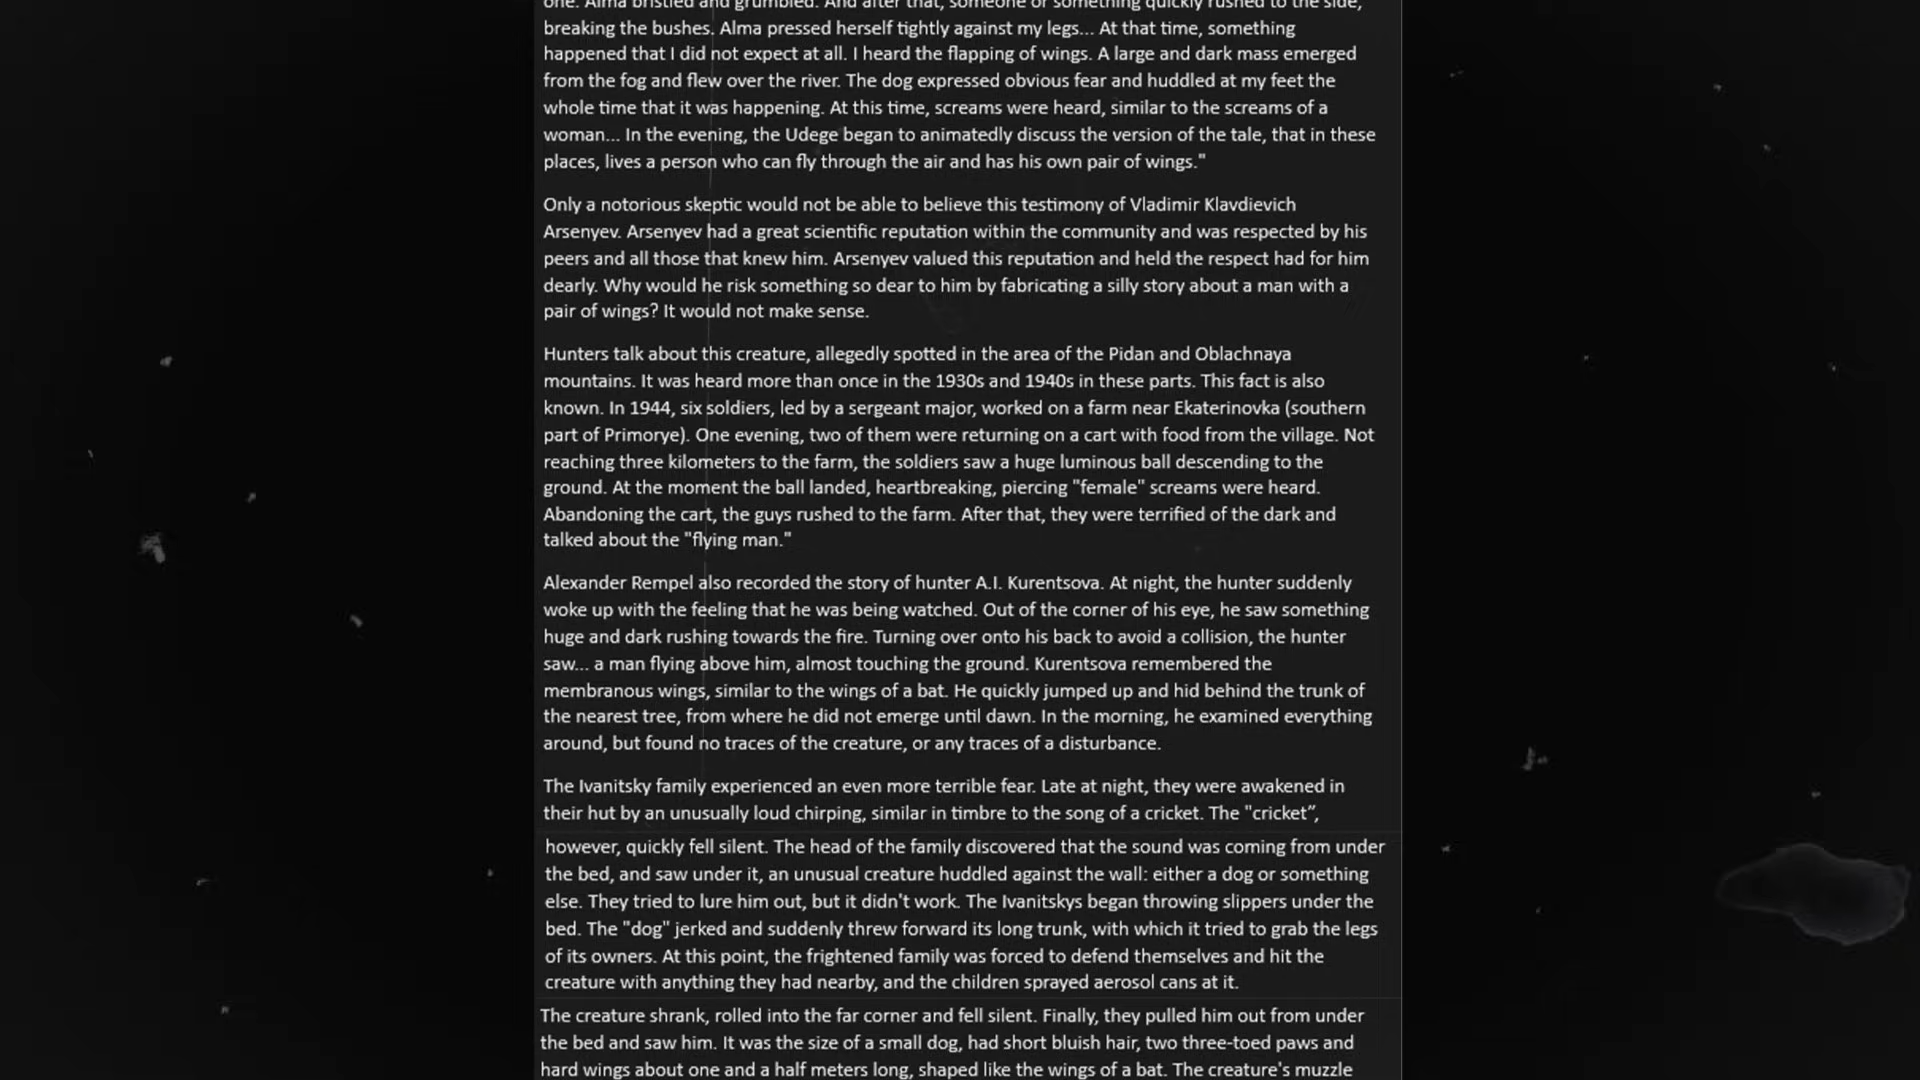 one. Alma bristled and grumbled. And after that, someone or something quickly rushed to the side,
breaking the bushes. Alma pressed herself tightly against my legs... At that time, something
happened that I did not expect at all. I heard the flapping of wings. A large and dark mass emerged
from the fog and flew over the river. The dog expressed obvious fear and huddled at my feet the
whole time that it was happening. At this time, screams were heard, similar to the screams of a
woman... In the evening, the Udege began to animatedly discuss the version of the tale, that in these
places, lives a person who can fly through the air and has his own pair of wings."
Only a notorious skeptic would not be able to believe this testimony of Vladimir Klavdievich
Arsenyev. Arsenyev had a great scientific reputation within the community and was respected by his
peers and all those that knew him. Arsenyev valued this reputation and held the respect had for him
dearly. Why would he risk something so dear to him by fabricating a silly story about a man with a
pair of wings? It would not make sense.
Hunters talk about this creature, allegedly spotted in the area of the Pidan and Oblachnaya
mountains. It was heard more than once in the 1930s and 1940s in these parts. This fact is also
known. In 1944, six soldiers, led by a sergeant major, worked on a farm near Ekaterinovka (southern
part of Primorye). One evening, two of them were returning on a cart with food from the village. Not
reaching three kilometers to the farm, the soldiers saw a huge luminous ball descending to the
ground. At the moment the ball landed, heartbreaking, piercing "female" screams were heard.
Abandoning the cart, the guys rushed to the farm. After that, they were terrified of the dark and
talked about the "flying man."
Alexander Rempel also recorded the story of hunter A.I. Kurentsova. At night, the hunter suddenly
woke up with the feeling that he was being watched. Out of the corner of his eye, he saw something
huge and dark rushing towards the fire. Turning over onto his back to avoid a collision, the hunter
saw... a man flying above him, almost touching the ground. Kurentsova remembered the
membranous wings, similar to the wings of a bat. He quickly jumped up and hid behind the trunk of
the nearest tree, from where he did not emerge until dawn. In the morning, he examined everything
around, but found no traces of the creature, or any traces of a disturbance.
The Ivanitsky family experienced an even more terrible fear. Late at night, they were awakened in
their hut by an unusually loud chirping, similar in timbre to the song of a cricket. The "cricket”,
however, quickly fell silent. The head of the family discovered that the sound was coming from under
the bed, and saw under it, an unusual creature huddled against the wall: either a dog or something
else. They tried to lure him out, but it didn't work. The Ivanitskys began throwing slippers under the
bed. The "dog" jerked and suddenly threw forward its long trunk, with which it tried to grab the legs
of its owners. At this point, the frightened family was forced to defend themselves and hit the
creature with anything they had nearby, and the children sprayed aerosol cans at it.
The creature shrank, rolled into the far corner and fell silent. Finally, they pulled him out from under
the bed and saw him. It was the size of a small dog, had short bluish hair, two three-toed paws and
hard wings about one and a half meters long, shaped like the wings of a bat. The creature's muzzle